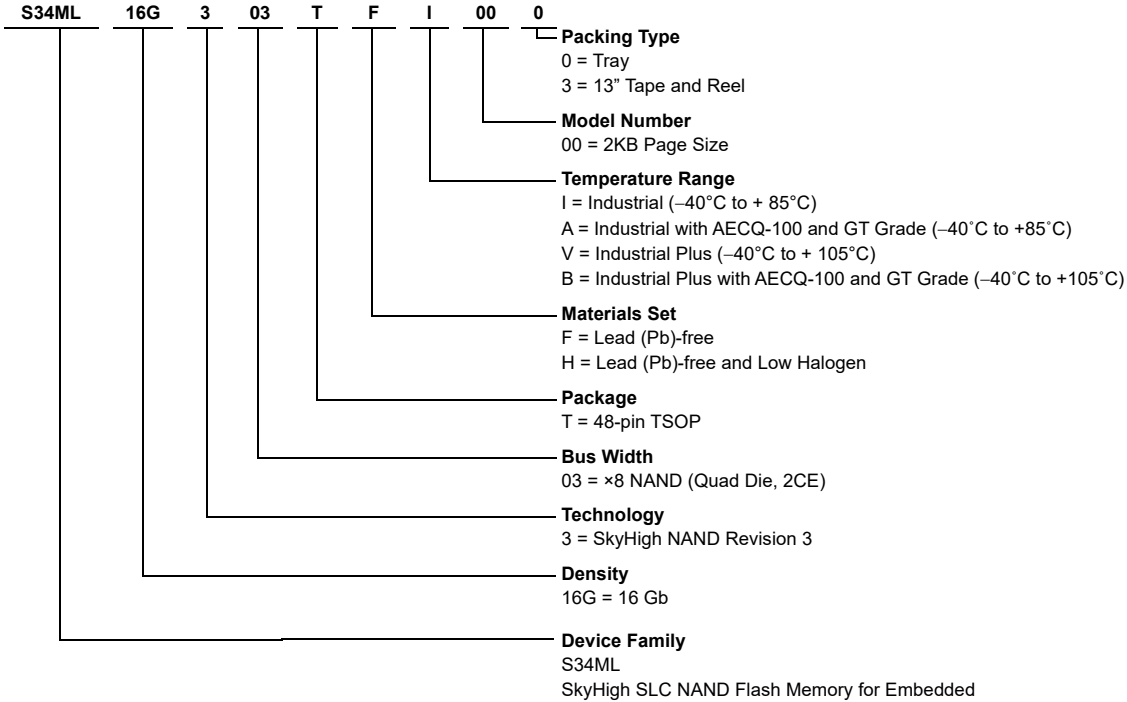 S34ML 16G 3 03 T F I 00 0
Packing Type
0 = Tray
3 = 13” Tape and Reel
Model Number
00 = 2KB Page Size
Temperature Range
I = Industrial (–40°C to + 85°C)
A = Industrial with AECQ-100 and GT Grade (–40˚C to +85˚C)
V = Industrial Plus (–40°C to + 105°C)
B = Industrial Plus with AECQ-100 and GT Grade (–40˚C to +105˚C)
Materials Set
F = Lead (Pb)-free
H = Lead (Pb)-free and Low Halogen
Package
T = 48-pin TSOP
Bus Width
03 = ×8 NAND (Quad Die, 2CE)
Technology
3 = SkyHigh NAND Revision 3
Density
16G = 16 Gb
Device Family
S34ML
SkyHigh SLC NAND Flash Memory for Embedded